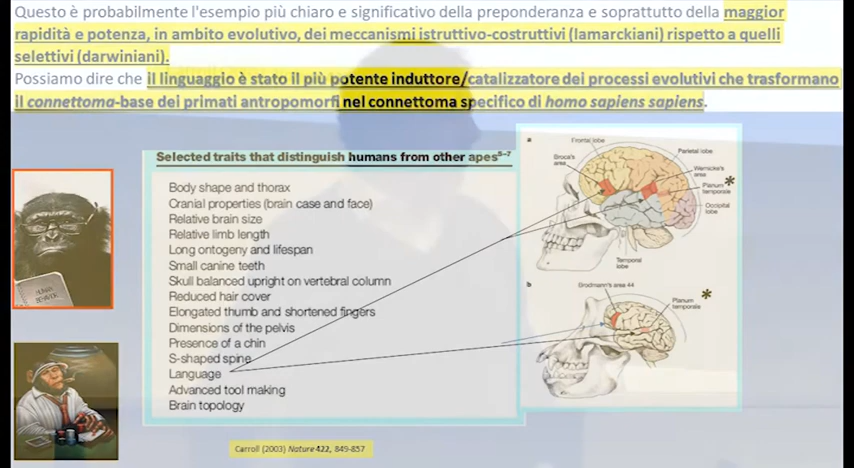 Questo è probabilmente l'esempio più chiaro e significativo della preponderanza e soprattutto della maggior
rapidità e potenza, in ambito evolutivo, dei meccanismi istruttivo-costruttivi (lamarckiani) rispetto a quelli
selettivi (darwiniani).
Possiamo dire che il linguaggio è stato il più potente induttore/catalizzatore dei processi evolutivi che trasformano
il connettoma-base dei primati antropomorfi nel connettoma specifico di homo sapiens sapiens.
Selected traits that distinguish humans from other apes⁵⁻⁷
Body shape and thorax
Cranial properties (brain case and face)
Relative brain size
Relative limb length
Long ontogeny and lifespan
Small canine teeth
Skull balanced upright on vertebral column
Reduced hair cover
Elongated thumb and shortened fingers
Dimensions of the pelvis
Presence of a chin
S-shaped spine
Language
Advanced tool making
Brain topology
a
Frontal lobe
Parietal lobe
Broca's
area
Wernicke's
area
Planum
temporale
*
Occipital
lobe
Temporal
lobe
b
Brodmann's area 44
Planum
temporale
*
HUMAN
BEHAVIOR
Carroll (2003) Nature 422, 849-857